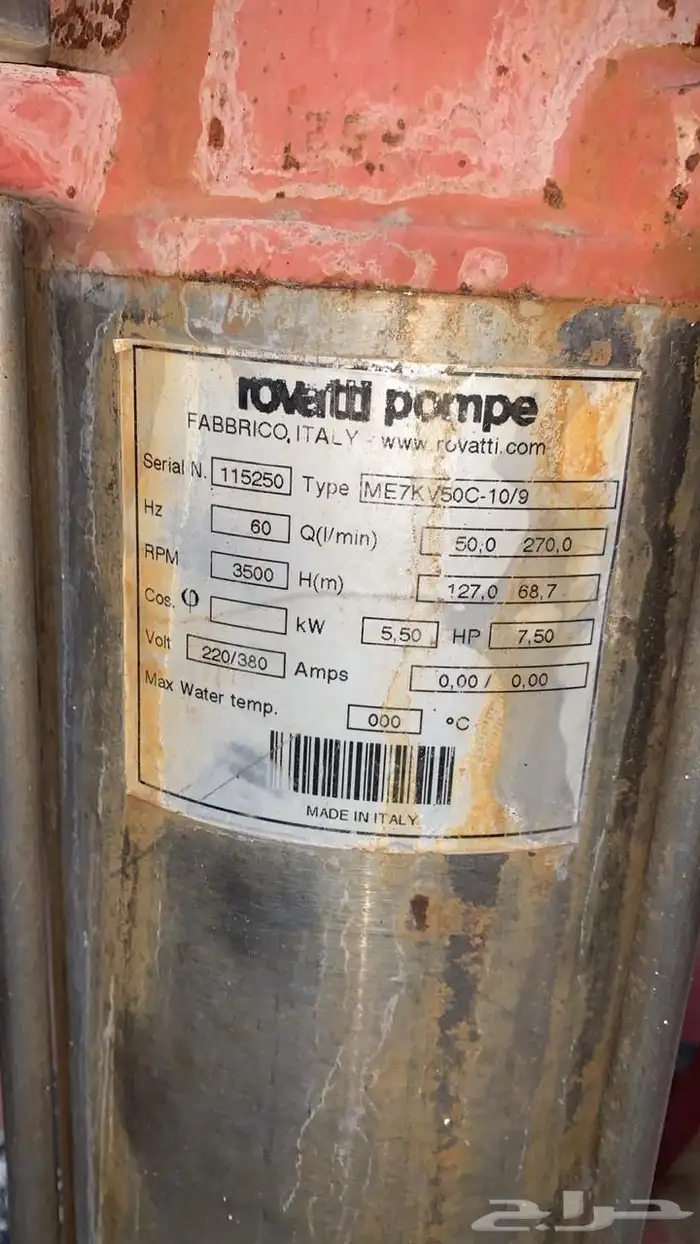 rovatti pompe
FABBRICO, ITALY - www.rovatti.com
Serial N. 115250 Type ME7KV50C-10/9
Hz 60 Q(l/min) 50,0 270,0
RPM 3500 H(m) 127,0 68,7
Cos. φ kW 5,50 HP 7,50
Volt 220/380 Amps 0,00 / 0,00
Max Water temp. 000 °C
MADE IN ITALY
حراج